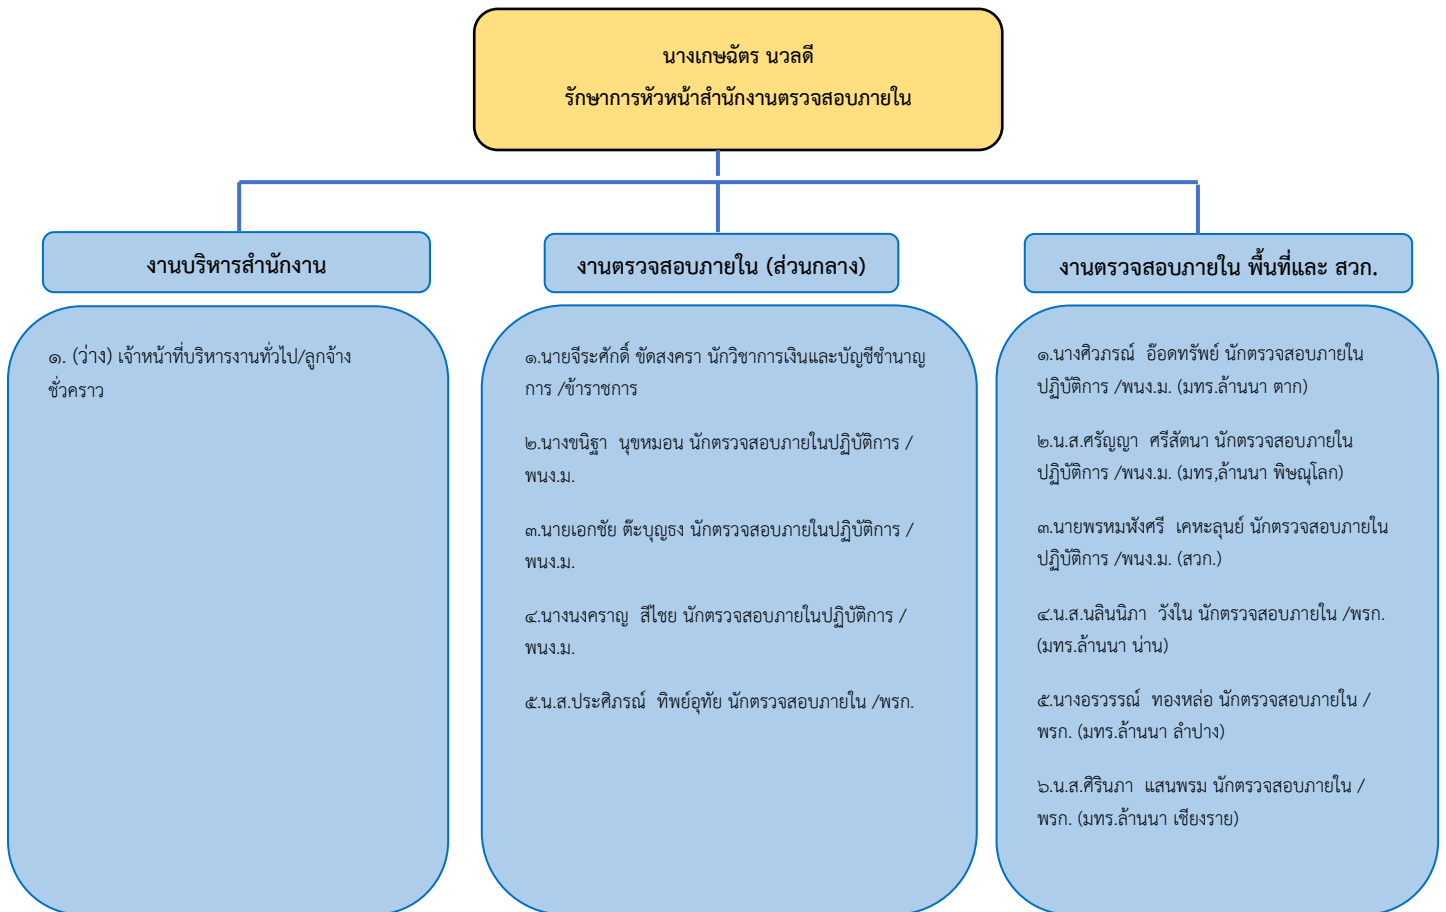 นางเกษฉัตร นวลดี
รักษาการหัวหน้าสำนักงานตรวจสอบภายใน
งานบริหารสำนักงาน
๑. (ว่าง) เจ้าหน้าที่บริหารงานทั่วไป/ลูกจ้าง
ชั่วคราว
งานตรวจสอบภายใน (ส่วนกลาง)
๑.นายจีระศักดิ์ ขัดสงครา นักวิชาการเงินและบัญชีชำนาญ
การ /ข้าราชการ
๒.นางขนิฐา นุขหมอน นักตรวจสอบภายในปฏิบัติการ /
พนง.ม.
๓.นายเอกชัย ต๊ะบุญธง นักตรวจสอบภายในปฏิบัติการ /
พนง.ม.
๔.นางนงคราญ สีไชย นักตรวจสอบภายในปฏิบัติการ /
พนง.ม.
๕.น.ส.ประศิภรณ์ ทิพย์อุทัย นักตรวจสอบภายใน /พรก.
งานตรวจสอบภายใน พื้นที่และ สวก.
๑.นางศิวภรณ์ อ๊อดทรัพย์ นักตรวจสอบภายใน
ปฏิบัติการ /พนง.ม. (มทร.ล้านนา ตาก)
๒.น.ส.ศรัญญา ศรีสัตนา นักตรวจสอบภายใน
ปฏิบัติการ /พนง.ม. (มทร,ล้านนา พิษณุโลก)
๓.นายพรหมพังศรี เคหะลุนย์ นักตรวจสอบภายใน
ปฏิบัติการ /พนง.ม. (สวก.)
๔.น.ส.นลินนิภา วังใน นักตรวจสอบภายใน /พรก.
(มทร.ล้านนา น่าน)
๕.นางอรวรรณ์ ทองหล่อ นักตรวจสอบภายใน /
พรก. (มทร.ล้านนา ลำปาง)
๖.น.ส.ศิรินภา แสนพรม นักตรวจสอบภายใน /
พรก. (มทร.ล้านนา เชียงราย)